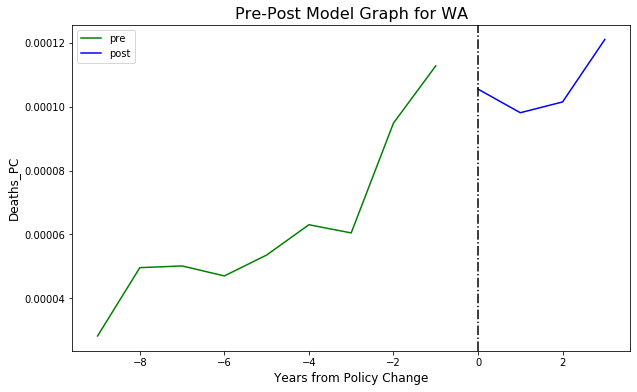 Pre-Post Model Graph for WA
pre
post
0.00012
0.00010
0.00008
0.00006
0.00004
Deaths_PC
−8
−6
−4
−2
0
2
Years from Policy Change